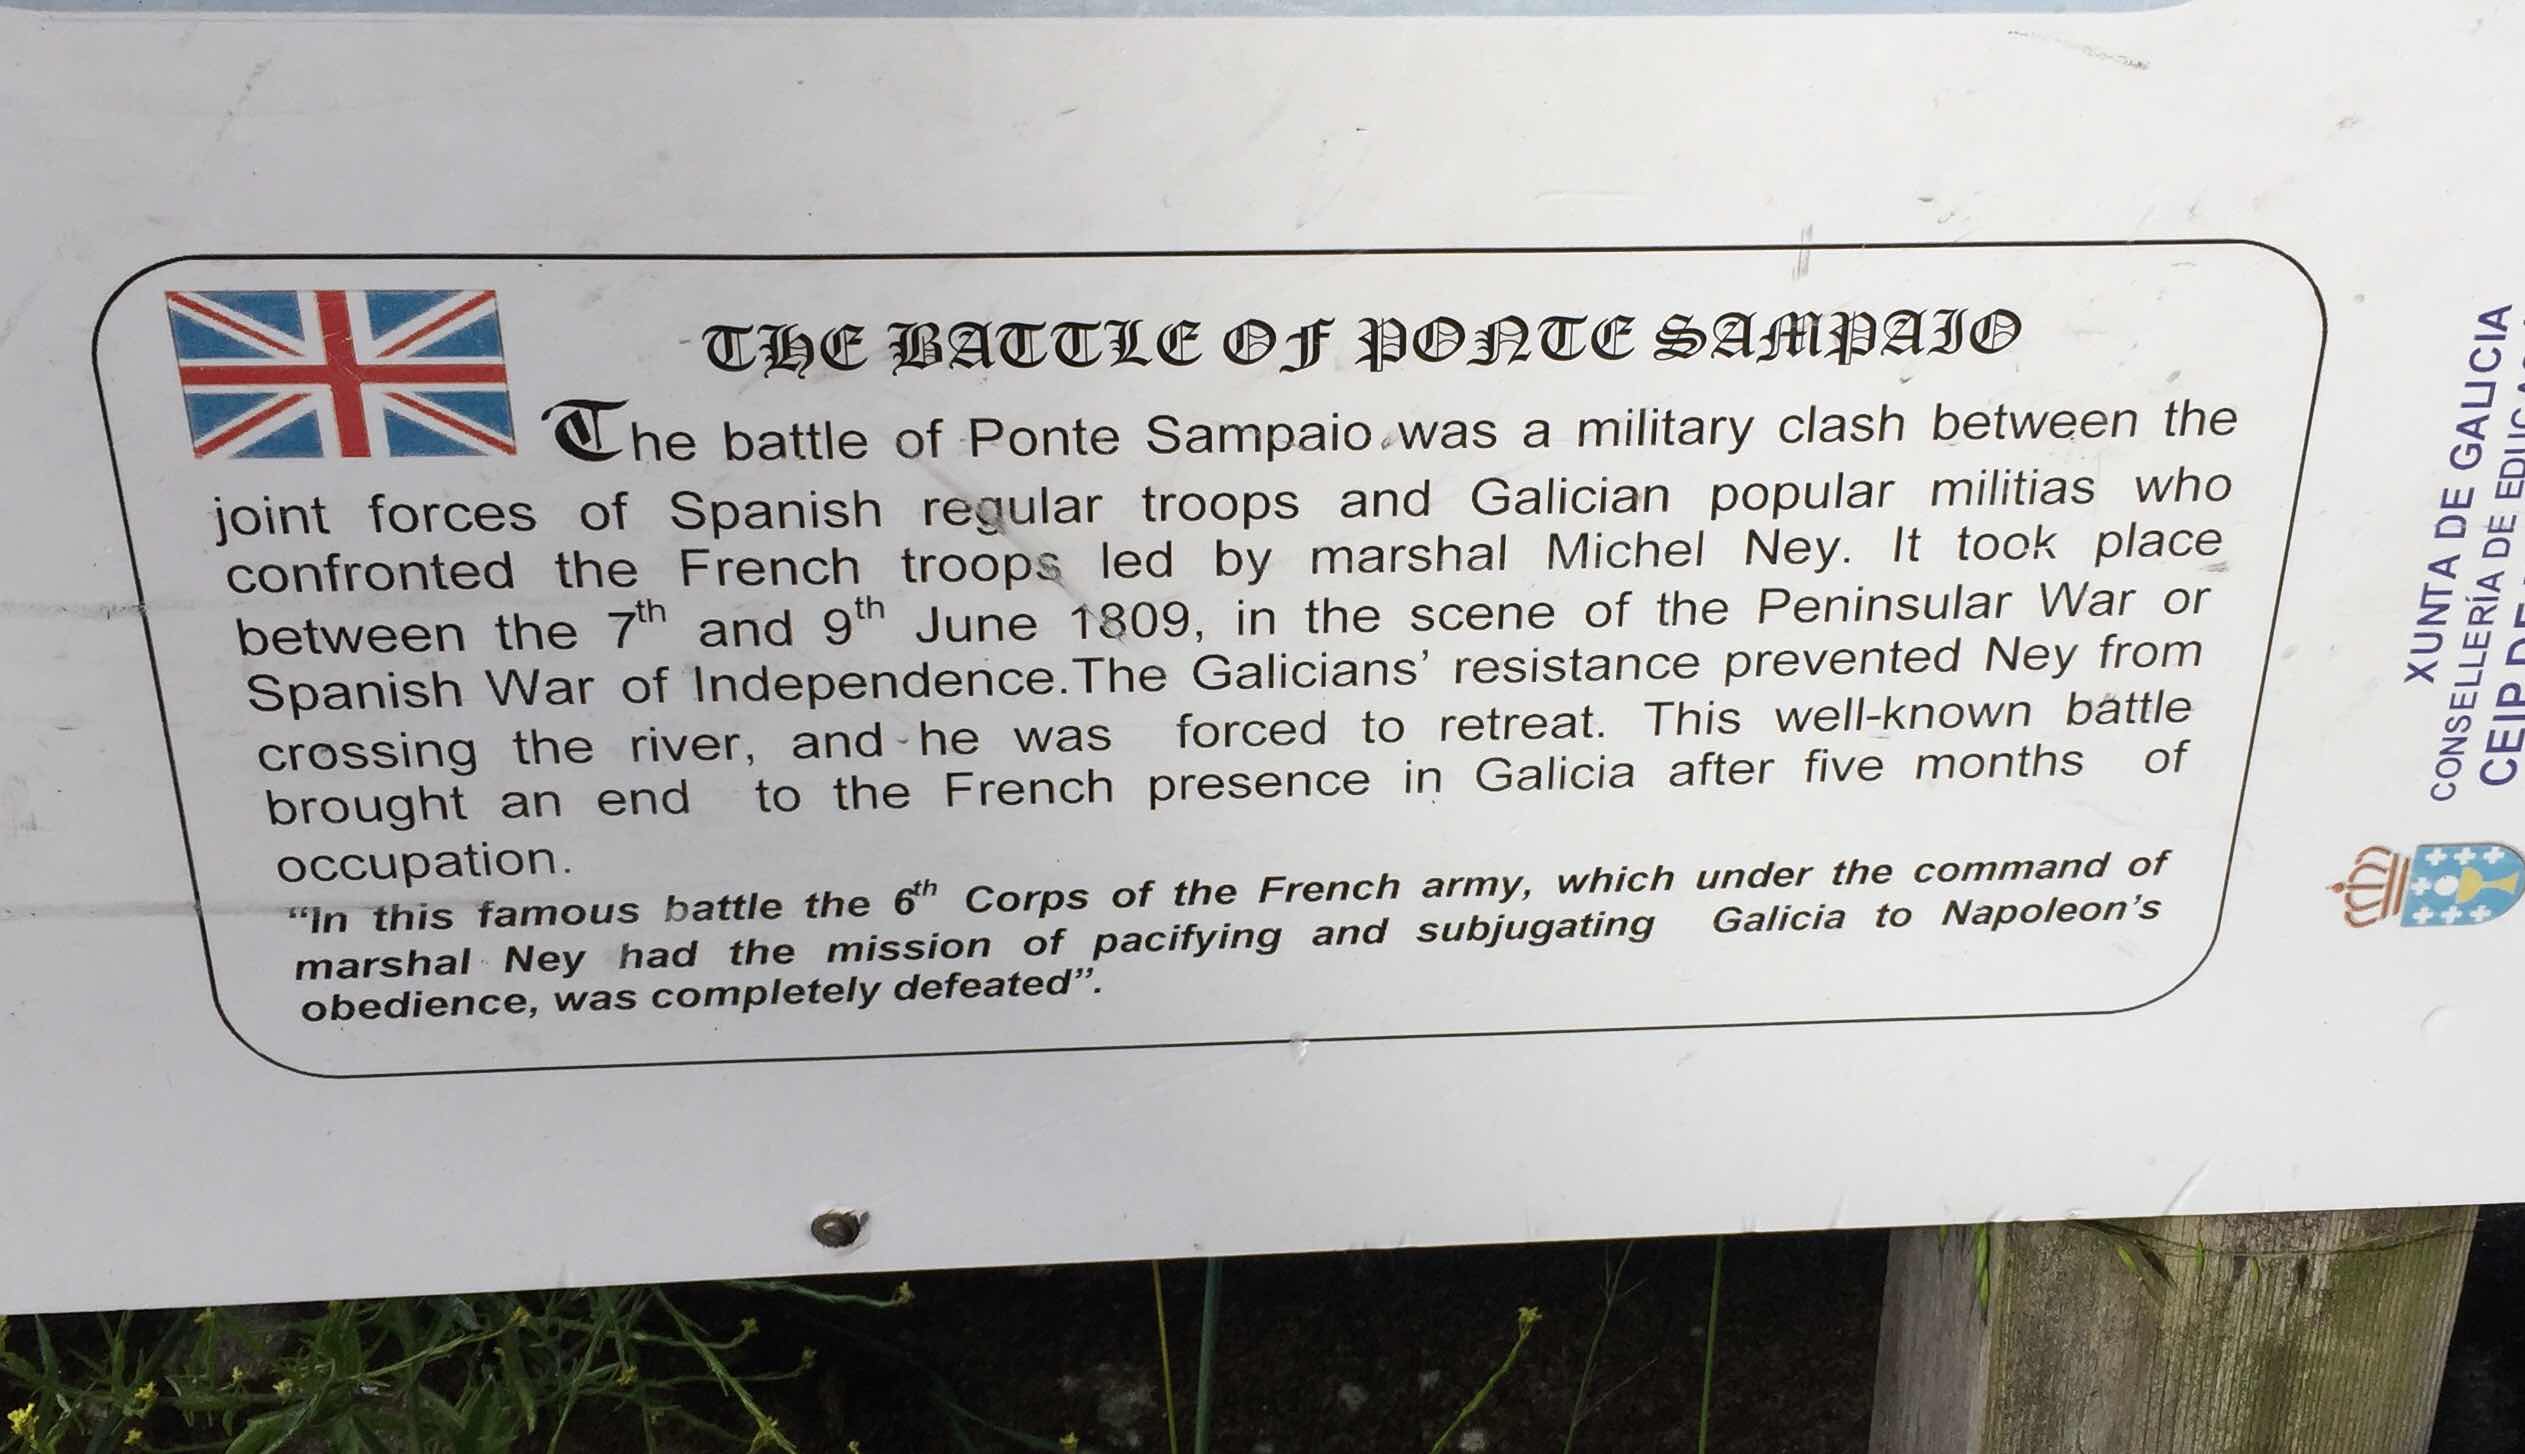 THE BATTLE OF PONTE SAMPAIO
The battle of Ponte Sampaio was a military clash between the
joint forces of Spanish regular troops and Galician popular militias who
confronted the French troops led by marshal Michel Ney. It took place
between the 7th and 9th June 1809, in the scene of the Peninsular War or
Spanish War of Independence.The Galicians’ resistance prevented Ney from
crossing the river, and he was forced to retreat. This well-known battle
brought an end to the French presence in Galicia after five months of
occupation.
“In this famous battle the 6th Corps of the French army, which under the command of
marshal Ney had the mission of pacifying and subjugating Galicia to Napoleon’s
obedience, was completely defeated”.
XUNTA DE GALICIA
CONSELLERÍA DE
CEIP DE